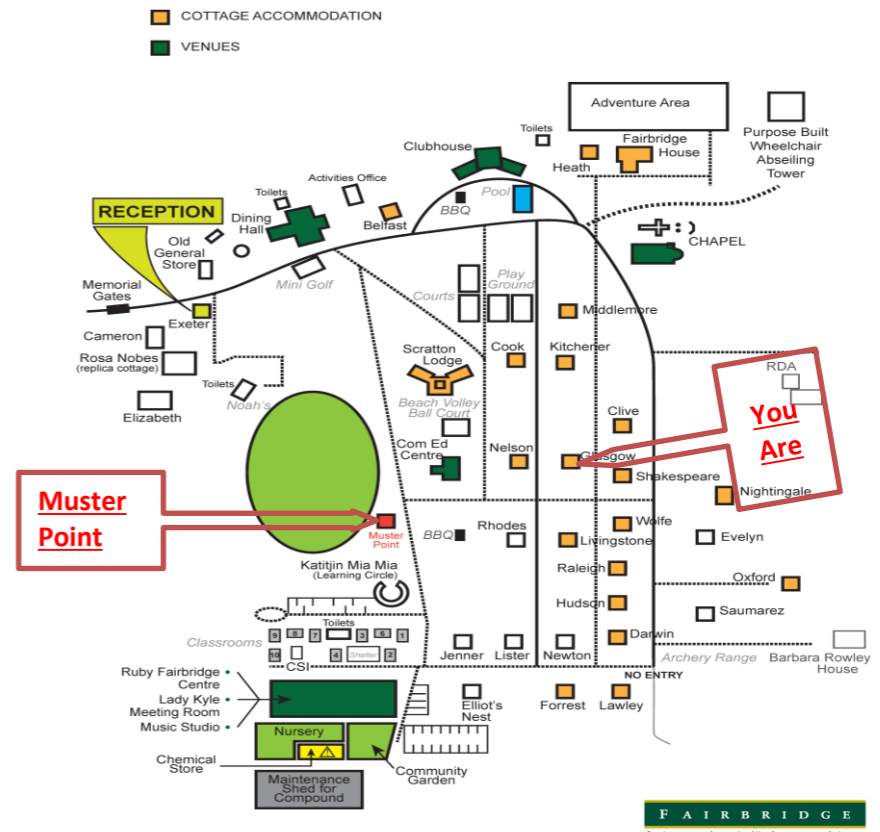 COTTAGE ACCOMMODATION
VENUES
Adventure Area
Purpose Built
Wheelchair
Abseiling
Tower
Toilets
Fairbridge
House
Heath
Clubhouse
Pool
BBQ
Activities Office
Toilets
Belfast
RECEPTION
Dining
Hall
Old
General
Store
CHAPEL
Mini Golf
Memorial
Gates
Exeter
Cameron
Rosa Nobes
(replica cottage)
Elizabeth
Toilets
Noah's
Play
Ground
Courts
Middlemore
Cook
Kitchener
Scratton
Lodge
Beach Volley
Ball Court
RDA
You
Are
Clive
Com Ed
Centre
Nelson
Glasgow
Shakespeare
Nightingale
Muster
Point
Muster
Point
BBQ
Rhodes
Wolfe
Livingstone
Evelyn
Katitjin Mia Mia
(Learning Circle)
Raleigh
Oxford
Hudson
Saumarez
Toilets
Classrooms
9 8 7 3 6 1
10 4 Shelter 2
CSI
Jenner
Lister
Newton
Darwin
Archery Range
Barbara Rowley
House
NO ENTRY
Ruby Fairbridge
Centre
Lady Kyle
Meeting Room
Music Studio
Elliot's
Nest
Forrest
Lawley
Nursery
Chemical
Store
Community
Garden
Maintenance
Shed for
Compound
FAIRBRIDGE